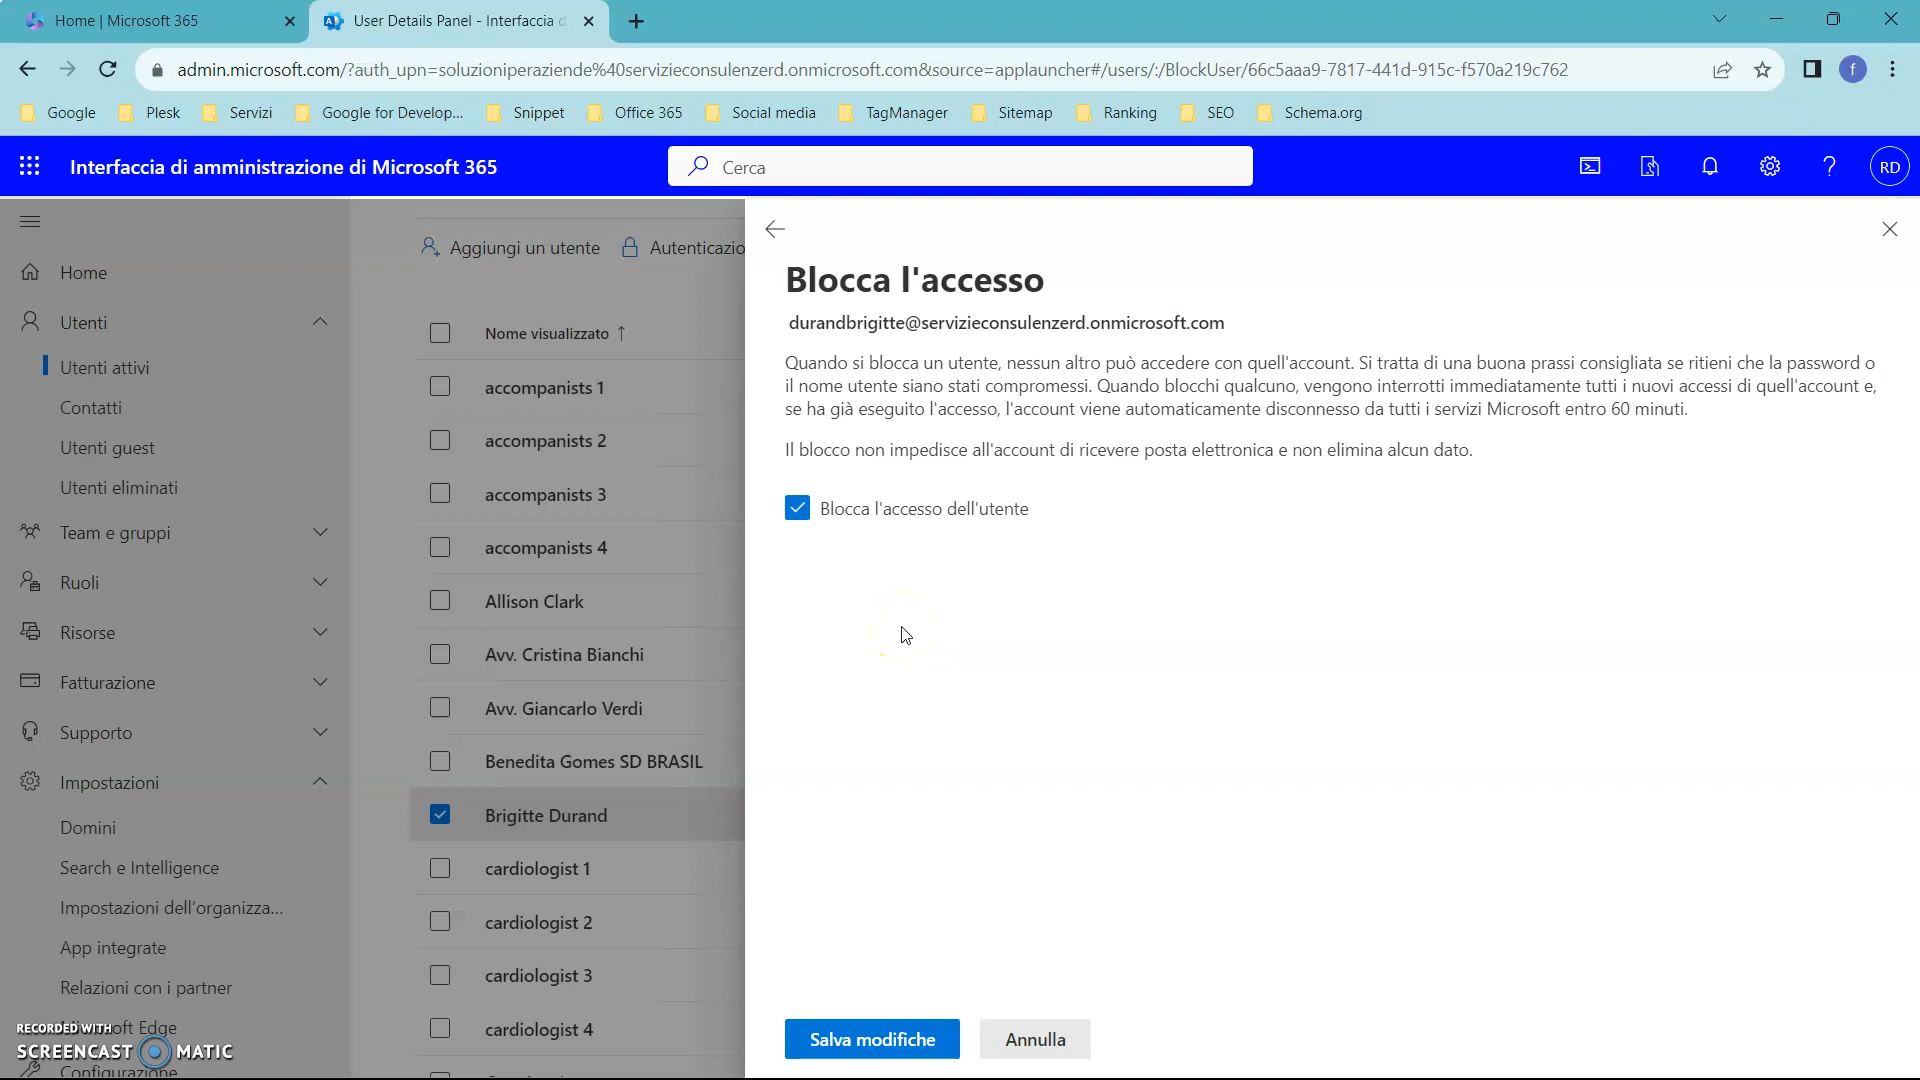 Home | Microsoft 365
User Details Panel - Interfaccia d
admin.microsoft.com/?auth_upn=soluzioniperaziende%40servizieconsulenzerd.onmicrosoft.com&source=applauncher#/users/:/BlockUser/66c5aaa9-7817-441d-915c-f570a219c762
f
Google
Plesk
Servizi
Google for Develop...
Snippet
Office 365
Social media
TagManager
Sitemap
Ranking
SEO
Schema.org
Interfaccia di amministrazione di Microsoft 365
Cerca
RD
Home
Utenti
Utenti attivi
Contatti
Utenti guest
Utenti eliminati
Team e gruppi
Ruoli
Risorse
Fatturazione
Supporto
Impostazioni
Domini
Search e Intelligence
Impostazioni dell'organizza...
App integrate
Relazioni con i partner
Microsoft Edge
Configurazione
RECORDED WITH
SCREENCAST MATIC
Aggiungi un utente
Autenticazio
Nome visualizzato ↑
accompanists 1
accompanists 2
accompanists 3
accompanists 4
Allison Clark
Avv. Cristina Bianchi
Avv. Giancarlo Verdi
Benedita Gomes SD BRASIL
Brigitte Durand
cardiologist 1
cardiologist 2
cardiologist 3
cardiologist 4
Blocca l'accesso
durandbrigitte@servizieconsulenzerd.onmicrosoft.com
Quando si blocca un utente, nessun altro può accedere con quell'account. Si tratta di una buona prassi consigliata se ritieni che la password o
il nome utente siano stati compromessi. Quando blocchi qualcuno, vengono interrotti immediatamente tutti i nuovi accessi di quell'account e,
se ha già eseguito l'accesso, l'account viene automaticamente disconnesso da tutti i servizi Microsoft entro 60 minuti.
Il blocco non impedisce all'account di ricevere posta elettronica e non elimina alcun dato.
Blocca l'accesso dell'utente
Salva modifiche
Annulla